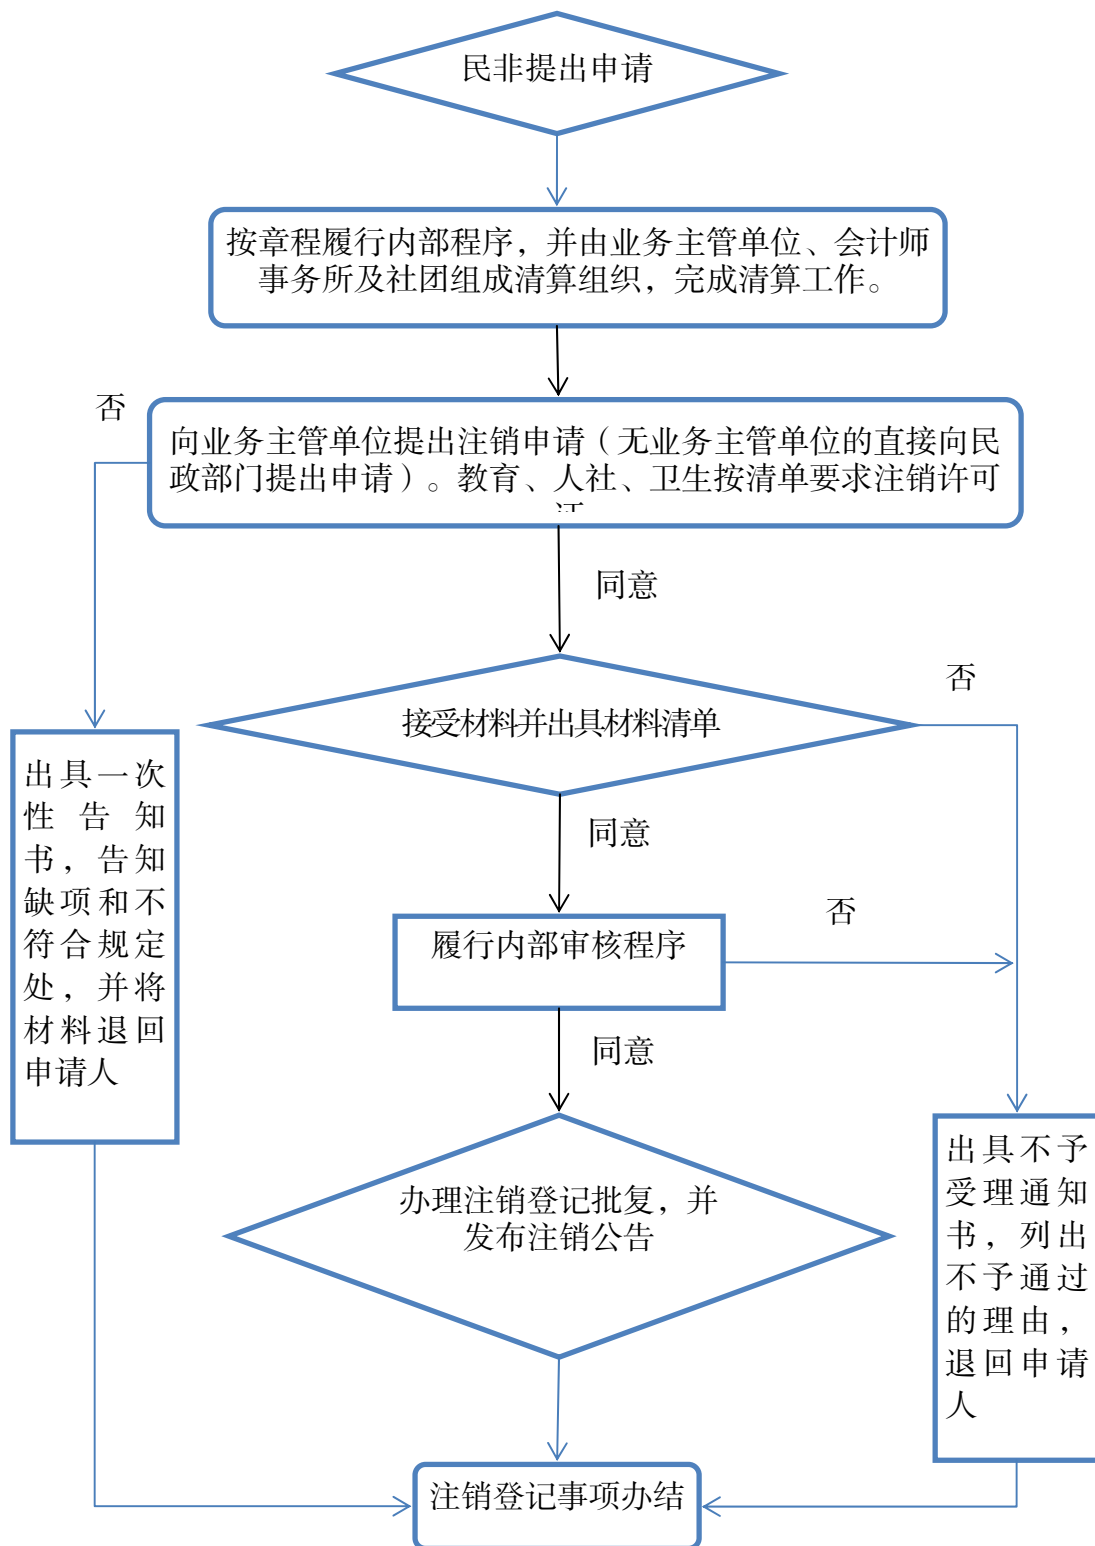 民非提出申请
按章程履行内部程序，并由业务主管单位、会计师
事务所及社团组成清算组织，完成清算工作。
否
向业务主管单位提出注销申请（无业务主管单位的直接向民
政部门提出申请）。教育、人社、卫生按清单要求注销许可
同意
否
接受材料并出具材料清单
出具一次
性告知
书，告知
缺项和不
符合规定
处，并将
材料退回
申请人
同意
否
履行内部审核程序
同意
出具不予
受理通知
书，列出
不予通过
的理由，
退回申请
人
办理注销登记批复，并
发布注销公告
注销登记事项办结